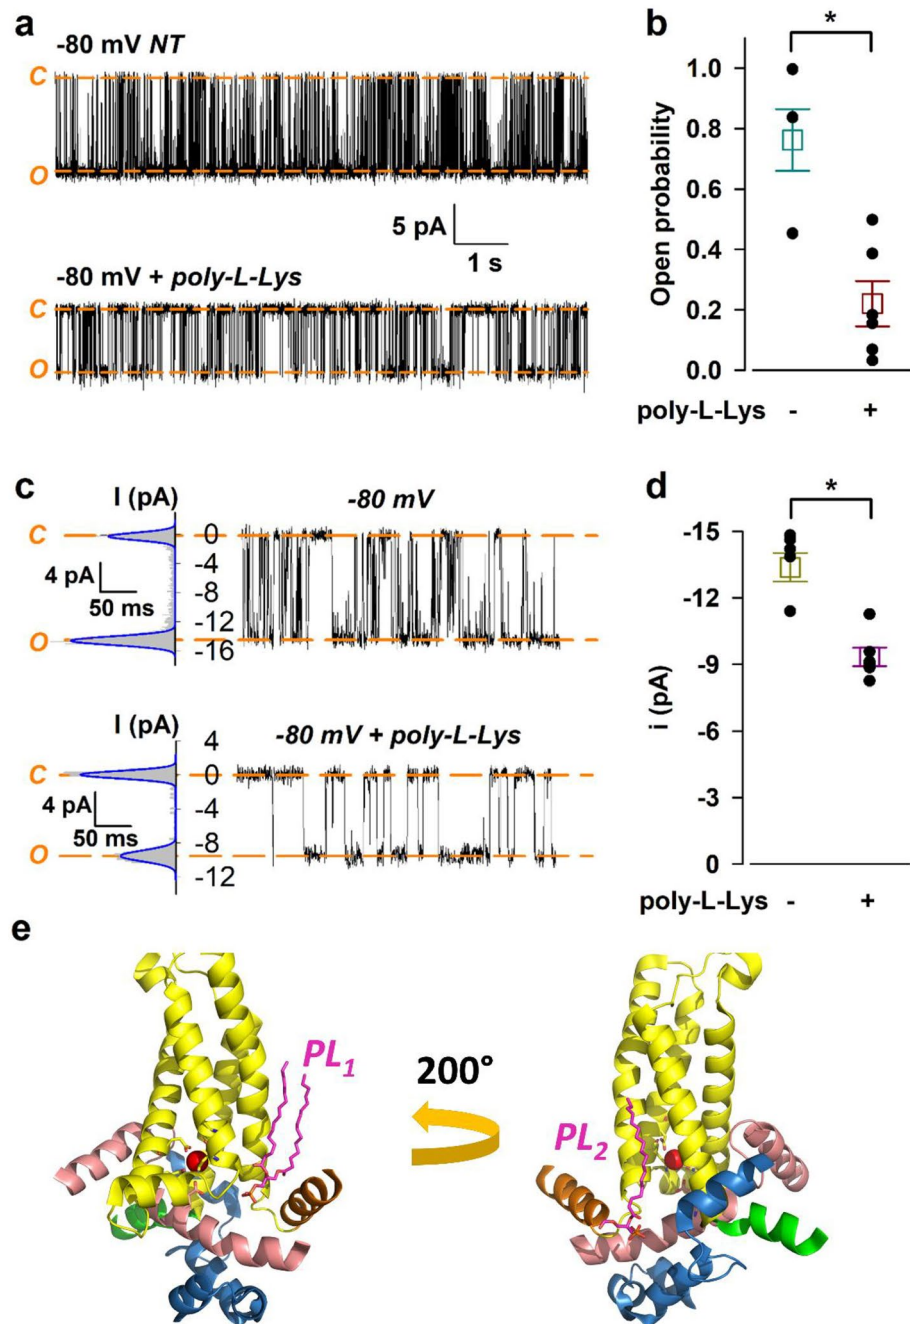 a
-80 mV NT
C
O
5 pA
1 s
-80 mV + poly-L-Lys
C
O
b
*
Open probability
1.0
0.8
0.6
0.4
0.2
0.0
poly-L-Lys - +
c
I (pA)
-80 mV
C
0
4 pA
50 ms
-4
-8
-12
O
-16
I (pA)
-80 mV + poly-L-Lys
4
C
0
4 pA
50 ms
-4
-8
O
-12
d
*
i (pA)
-15
-12
-9
-6
-3
0
poly-L-Lys - +
e
PL1
200°
PL2